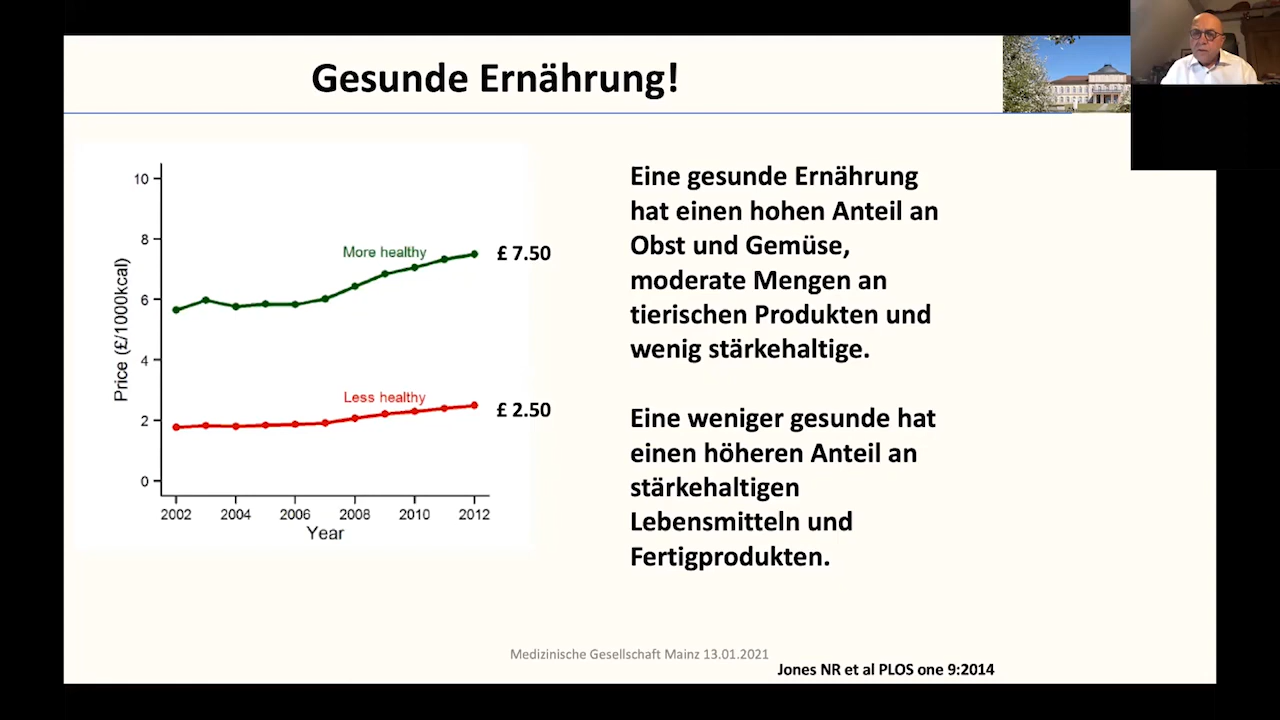 Gesunde Ernährung!
10
8
6
4
2
0
Price (£/1000kcal)
More healthy
£ 7.50
Less healthy
£ 2.50
2002 2004 2006 2008 2010 2012
Year
Eine gesunde Ernährung
hat einen hohen Anteil an
Obst und Gemüse,
moderate Mengen an
tierischen Produkten und
wenig stärkehaltige.
Eine weniger gesunde hat
einen höheren Anteil an
stärkehaltigen
Lebensmitteln und
Fertigprodukten.
Medizinische Gesellschaft Mainz 13.01.2021
Jones NR et al PLOS one 9:2014